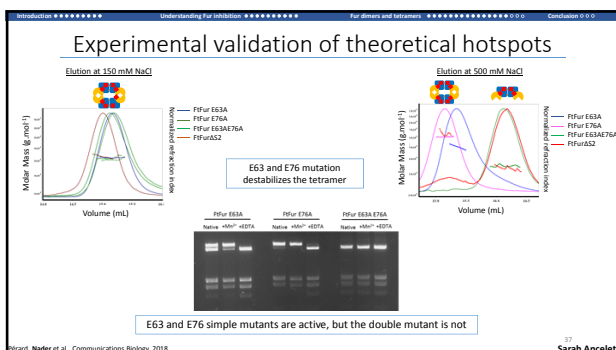 Introduction
Understanding Fur inhibition
Fur dimers and tetramers
Conclusion
Experimental validation of theoretical hotspots
Elution at 150 mM NaCl
Molar Mass (g.mol⁻¹)
Normalized refraction index
Volume (mL)
FtFur E63A
FtFur E76A
FtFur E63AE76A
FtFurΔS2
E63 and E76 mutation
destabilizes the tetramer
Elution at 500 mM NaCl
Molar Mass (g.mol⁻¹)
Normalized refraction index
Volume (mL)
FtFur E63A
FtFur E76A
FtFur E63AE76A
FtFurΔS2
FtFur E63A
FtFur E76A
FtFur E63A E76A
Native +Mn²⁺ +EDTA
Native +Mn²⁺ +EDTA
Native +Mn²⁺ +EDTA
E63 and E76 simple mutants are active, but the double mutant is not
37
Pérard, Nader et al., Communications Biology, 2018
Sarah Ancelet